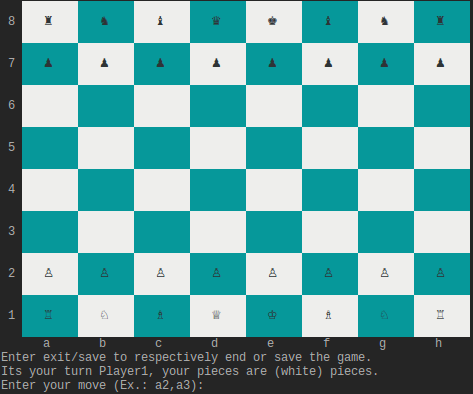 8 ♜ ♞ ♝ ♛ ♚ ♝ ♞ ♜
7 ♟ ♟ ♟ ♟ ♟ ♟ ♟ ♟
6
5
4
3
2 ♙ ♙ ♙ ♙ ♙ ♙ ♙ ♙
1 ♖ ♘ ♗ ♕ ♔ ♗ ♘ ♖
a b c d e f g h
Enter exit/save to respectively end or save the game.
Its your turn Player1, your pieces are (white) pieces.
Enter your move (Ex.: a2,a3):